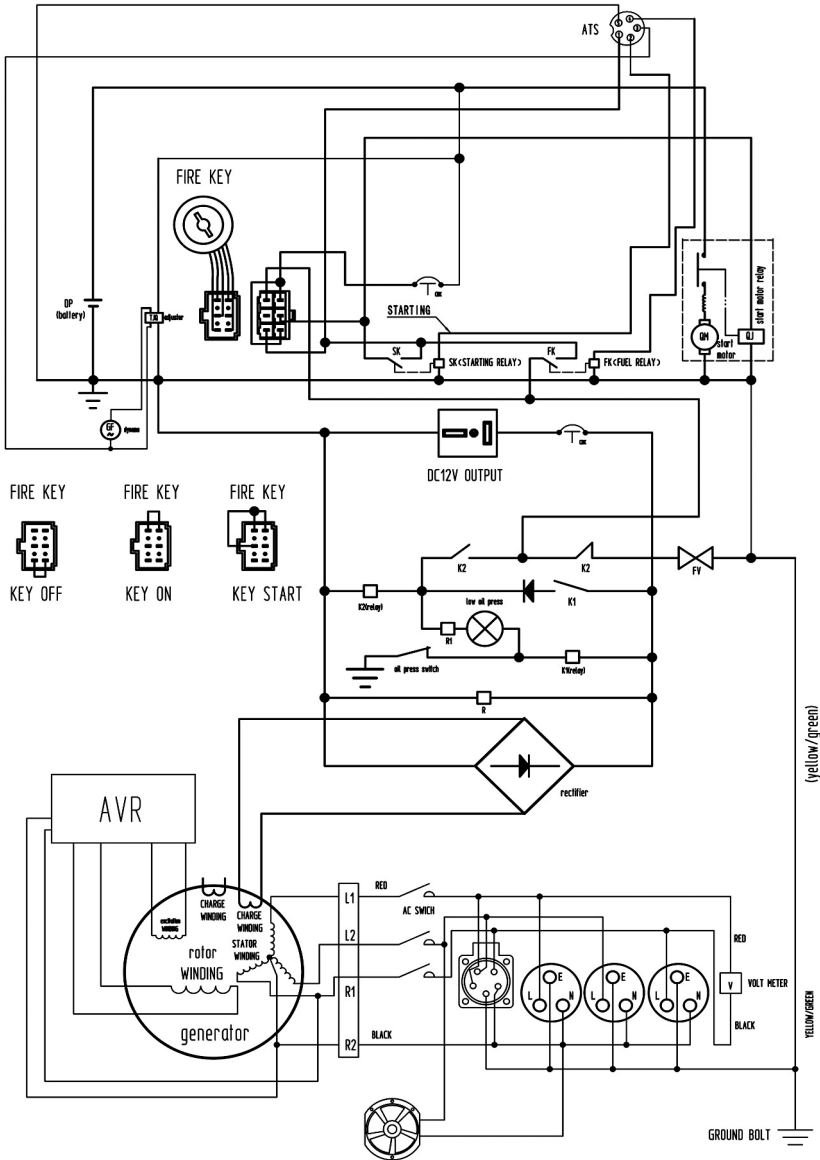 ATS
FIRE KEY
DP
(battery)
TJQ
adjustor
STARTING
SK
SK<STARTING RELAY>
FK
FK<FUEL RELAY>
QM
start
motor
QJ
start motor relay
GF
~
dynamo
DC12V OUTPUT
FIRE KEY
FIRE KEY
FIRE KEY
KEY OFF
KEY ON
KEY START
K2
K2
FV
K2(relay)
K1
low oil press
R1
oil press switch
K1(relay)
R
rectifier
(yellow/green)
AVR
CHARGE
WINDING
CHARGE
WINDING
excitation
WINDING
STATOR
WINDING
rotor
WINDING
generator
L1
L2
R1
R2
RED
AC SWICH
BLACK
E
L
N
E
L
N
E
L
N
RED
V
VOLT METER
BLACK
YELLOW/GREEN
GROUND BOLT